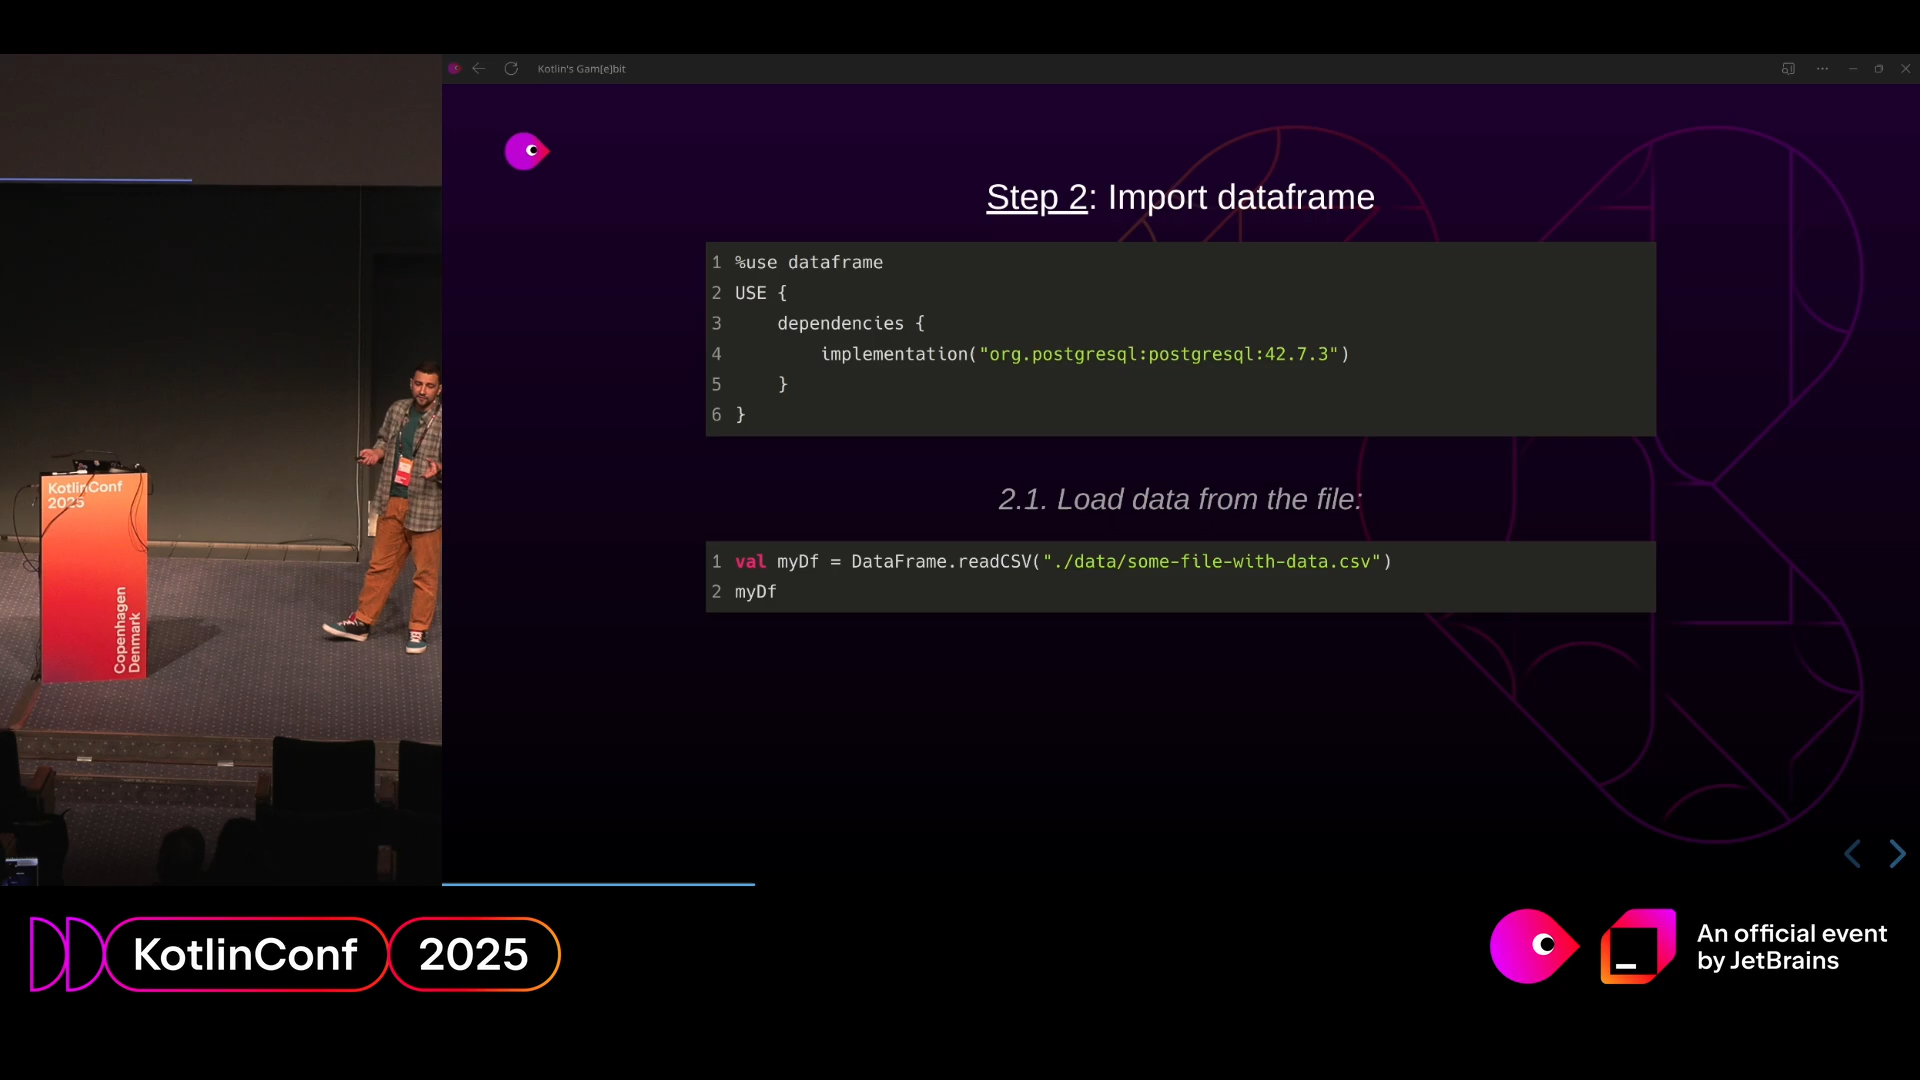 Kotlin's Gam[e]bit
Step 2: Import dataframe
1 %use dataframe
2 USE {
3     dependencies {
4         implementation("org.postgresql:postgresql:42.7.3")
5     }
6 }
2.1. Load data from the file:
1 val myDf = DataFrame.readCSV("./data/some-file-with-data.csv")
2 myDf
KotlinConf
2025
Copenhagen
Denmark
KotlinConf 2025
An official event
by JetBrains